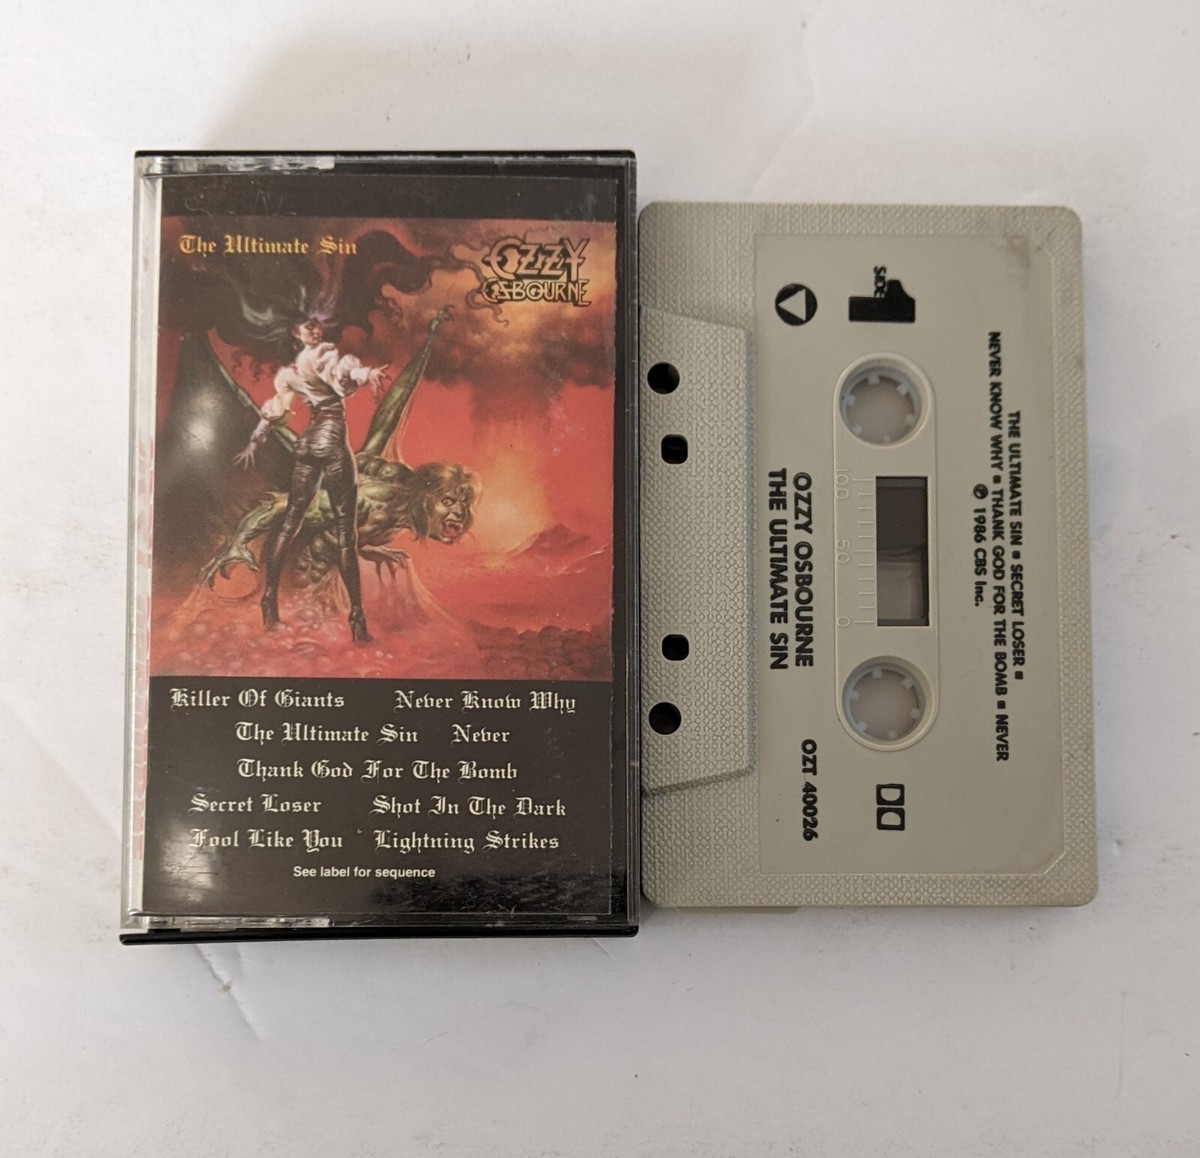 The Ultimate Sin
OZZY
OSBOURNE
Killer Of Giants Never Know Why
The Ultimate Sin Never
Thank God For The Bomb
Secret Loser Shot In The Dark
Fool Like You Lightning Strikes
See label for sequence
SIDE 1
THE ULTIMATE SIN ■ SECRET LOSER ■
NEVER KNOW WHY ■ THANK GOD FOR THE BOMB ■ NEVER
℗ 1986 CBS Inc.
100 50 0
OZZY OSBOURNE
THE ULTIMATE SIN
OZT 40026